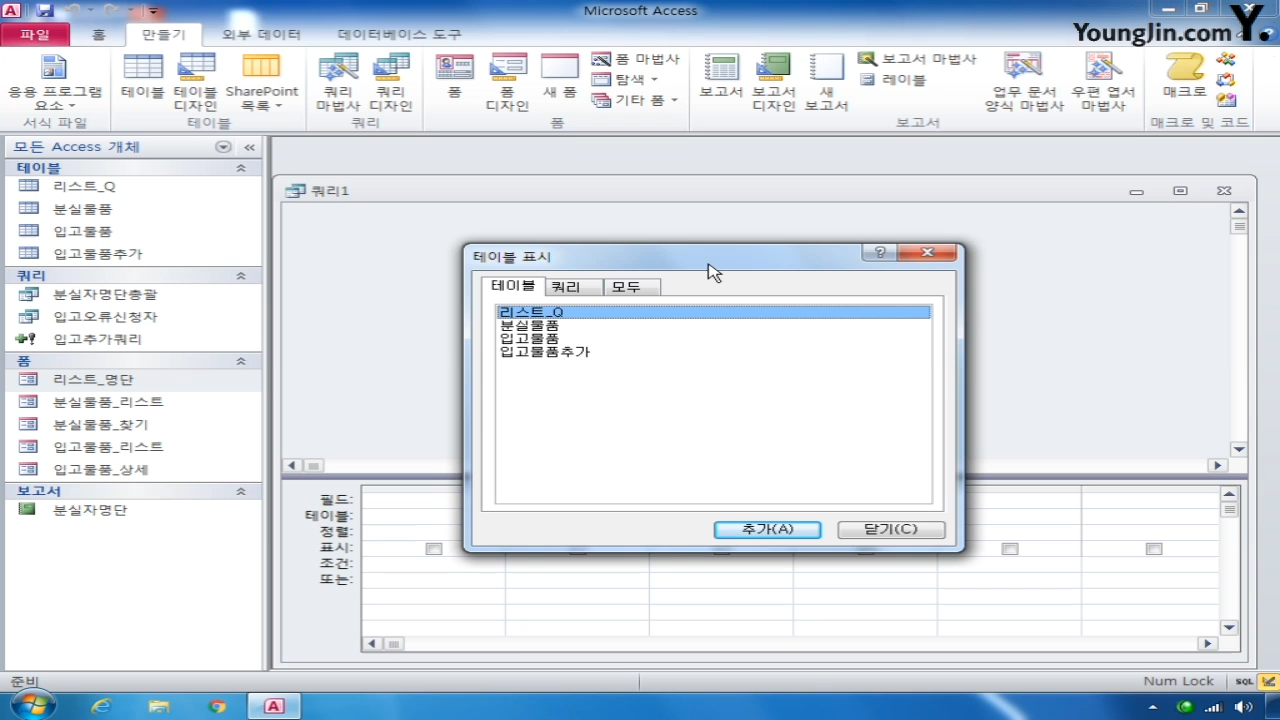 Microsoft Access
YoungJin.com Y.
파일 홈 만들기 외부 데이터 데이터베이스 도구
응용 프로그램 요소
서식 파일
테이블
테이블 디자인
SharePoint 목록
테이블
쿼리 마법사
쿼리 디자인
쿼리
폼
폼 디자인
새 폼
폼 마법사
탐색
기타 폼
폼
보고서
보고서 디자인
새 보고서
보고서 마법사
레이블
업무 문서 양식 마법사
우편 엽서 마법사
보고서
매크로
매크로 및 코드
모든 Access 개체
테이블
리스트_Q
분실물품
입고물품
입고물품추가
쿼리
분실자명단총괄
입고오류신청자
입고추가쿼리
폼
리스트_명단
분실물품_리스트
분실물품_찾기
입고물품_리스트
입고물품_상세
보고서
분실자명단
쿼리1
테이블 표시
테이블 쿼리 모두
리스트_Q
분실물품
입고물품
입고물품추가
추가(A) 닫기(C)
필드:
테이블:
정렬:
표시:
조건:
또는:
준비
Num Lock SQL